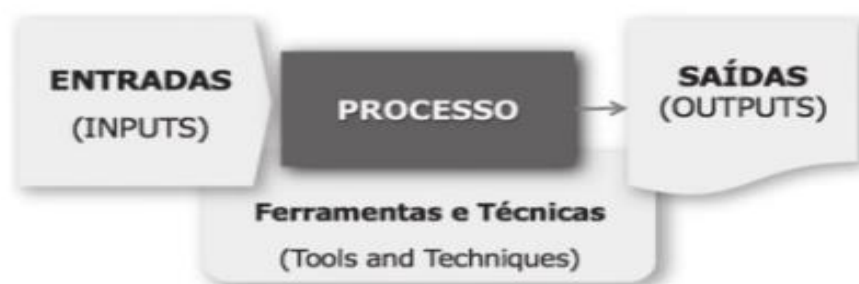 ENTRADAS
(INPUTS)
PROCESSO
SAÍDAS
(OUTPUTS)
Ferramentas e Técnicas
(Tools and Techniques)